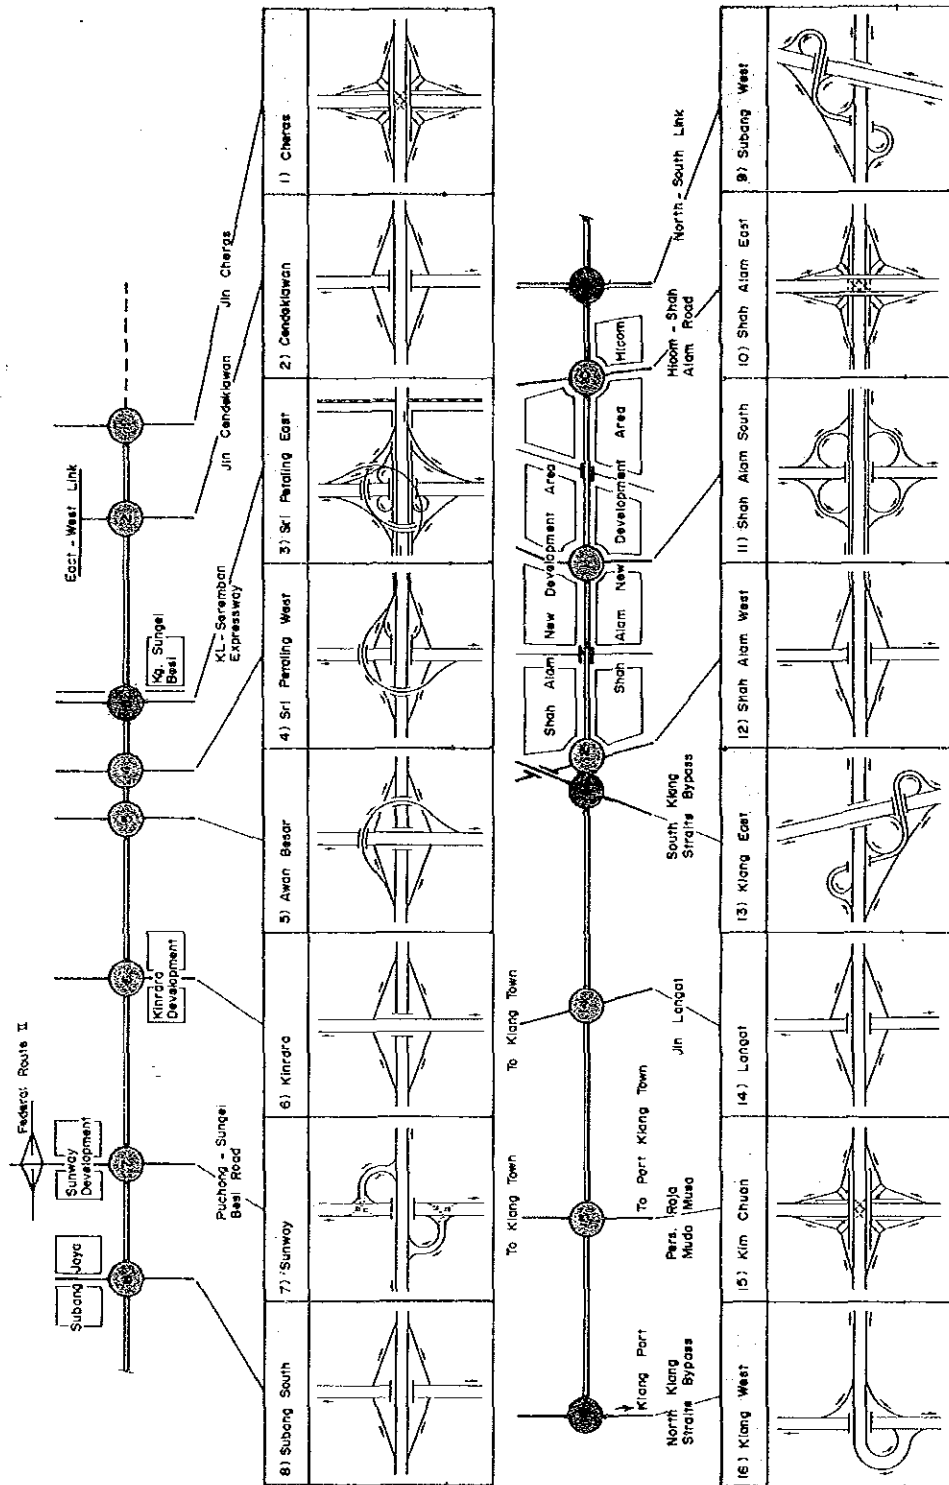 East - West Link
Federal Route II
Subang Jaya
Sunway
Development
Kinrara
Development
Kg. Sungei
Besi
Puchong - Sungei
Besi Road
KL - Seremban
Expressway
Jln Cendekiawan
Jln Cheras
8) Subang South
7) Sunway
6) Kinrara
5) Awan Besar
4) Sri Petaling West
3) Sri Petaling East
2) Cendekiawan
1) Cheras
To Klang Town
To Klang Town
Shah Alam New Development Area
Shah Alam New Development Area
Hicom
Klang Port
To Port Klang Town
North Klang
Straits Bypass
Pers. Raja
Muda Musa
Jln Langat
South Klang
Straits Bypass
Hicom - Shah
Alam Road
North - South Link
16) Klang West
15) Kim Chuan
14) Langat
13) Klang East
12) Shah Alam West
11) Shah Alam South
10) Shah Alam East
9) Subang West